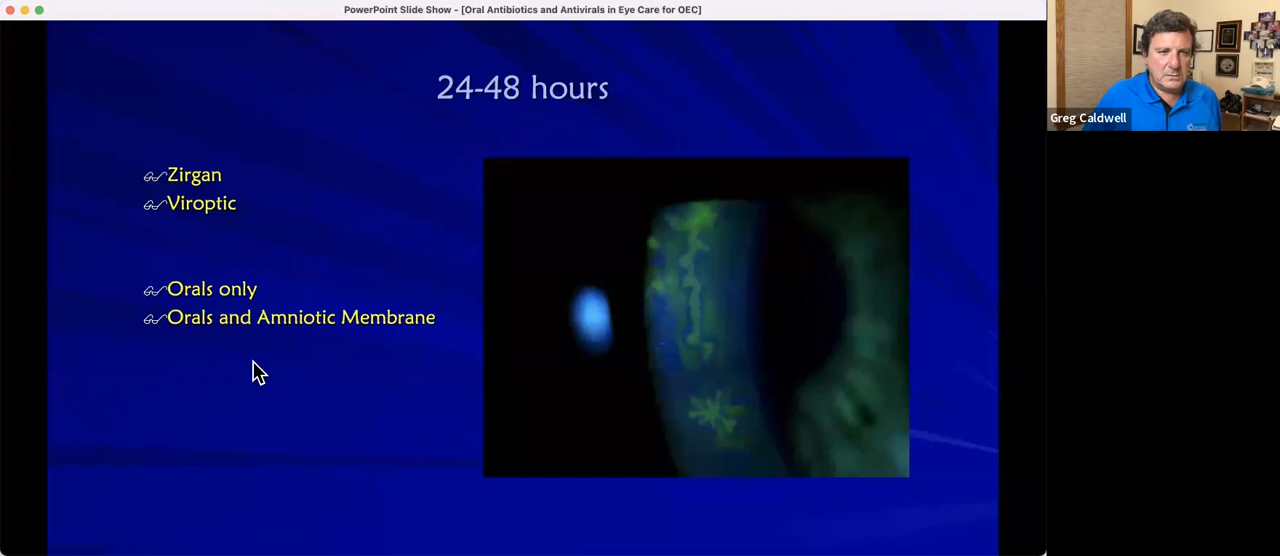 PowerPoint Slide Show - [Oral Antibiotics and Antivirals in Eye Care for OEC]
24-48 hours
Zirgan
Viroptic
Orals only
Orals and Amniotic Membrane
Greg Caldwell